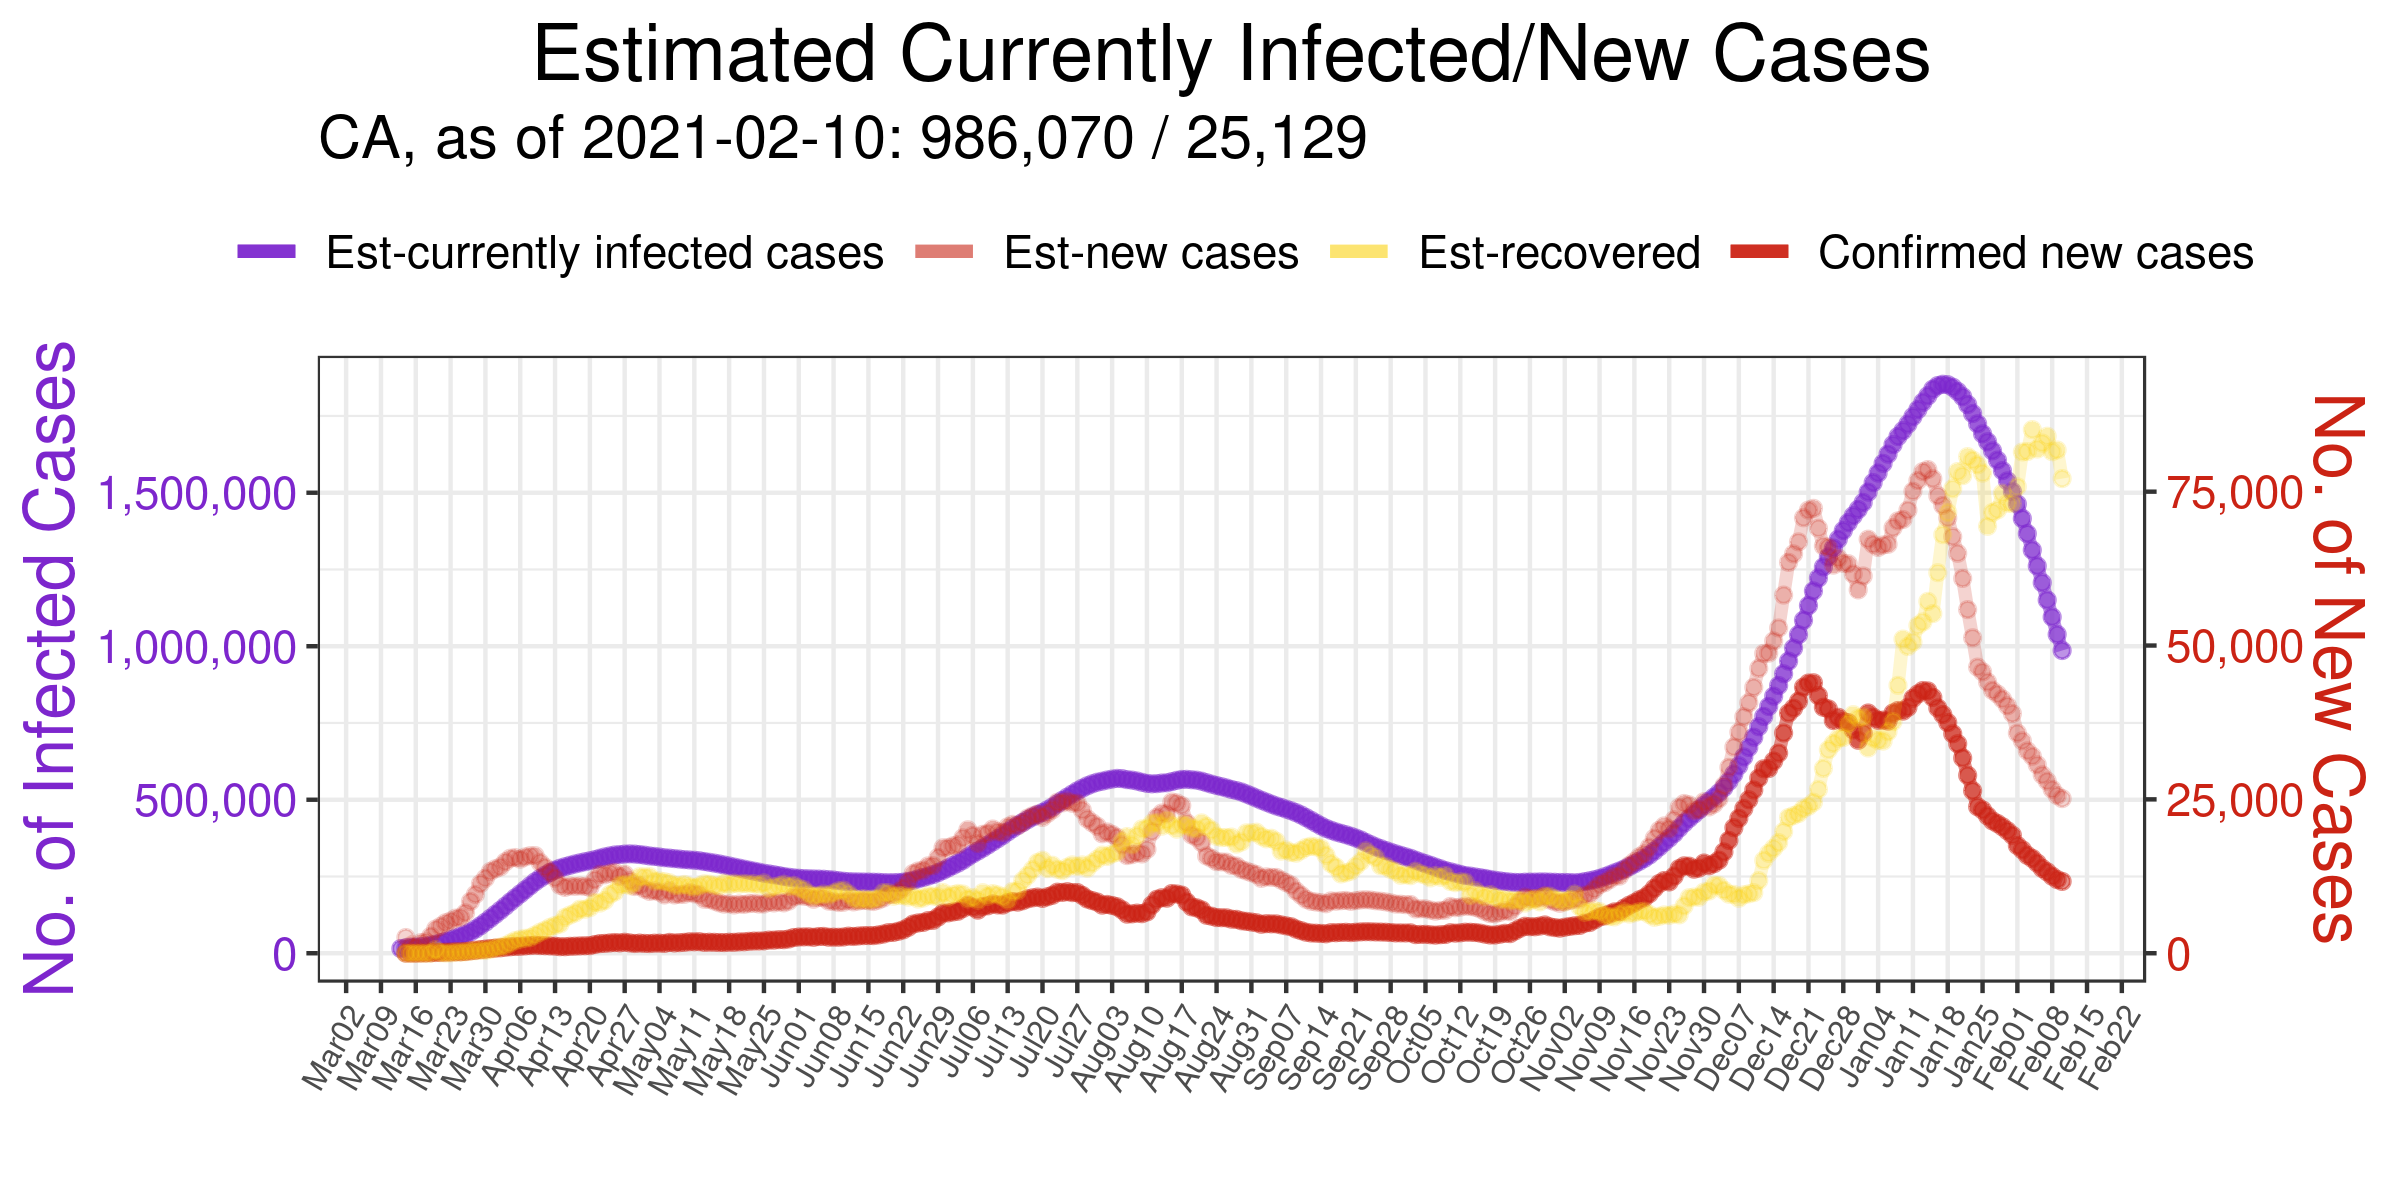 Estimated Currently Infected/New Cases
CA, as of 2021-02-10: 986,070 / 25,129
Est-currently infected cases Est-new cases Est-recovered Confirmed new cases
No. of Infected Cases
1,500,000
1,000,000
500,000
0
75,000
50,000
25,000
0
No. of New Cases
Mar02 Mar09 Mar16 Mar23 Mar30 Apr06 Apr13 Apr20 Apr27 May04 May11 May18 May25 Jun01 Jun08 Jun15 Jun22 Jun29 Jul06 Jul13 Jul20 Jul27 Aug03 Aug10 Aug17 Aug24 Aug31 Sep07 Sep14 Sep21 Sep28 Oct05 Oct12 Oct19 Oct26 Nov02 Nov09 Nov16 Nov23 Nov30 Dec07 Dec14 Dec21 Dec28 Jan04 Jan11 Jan18 Jan25 Feb01 Feb08 Feb15 Feb22